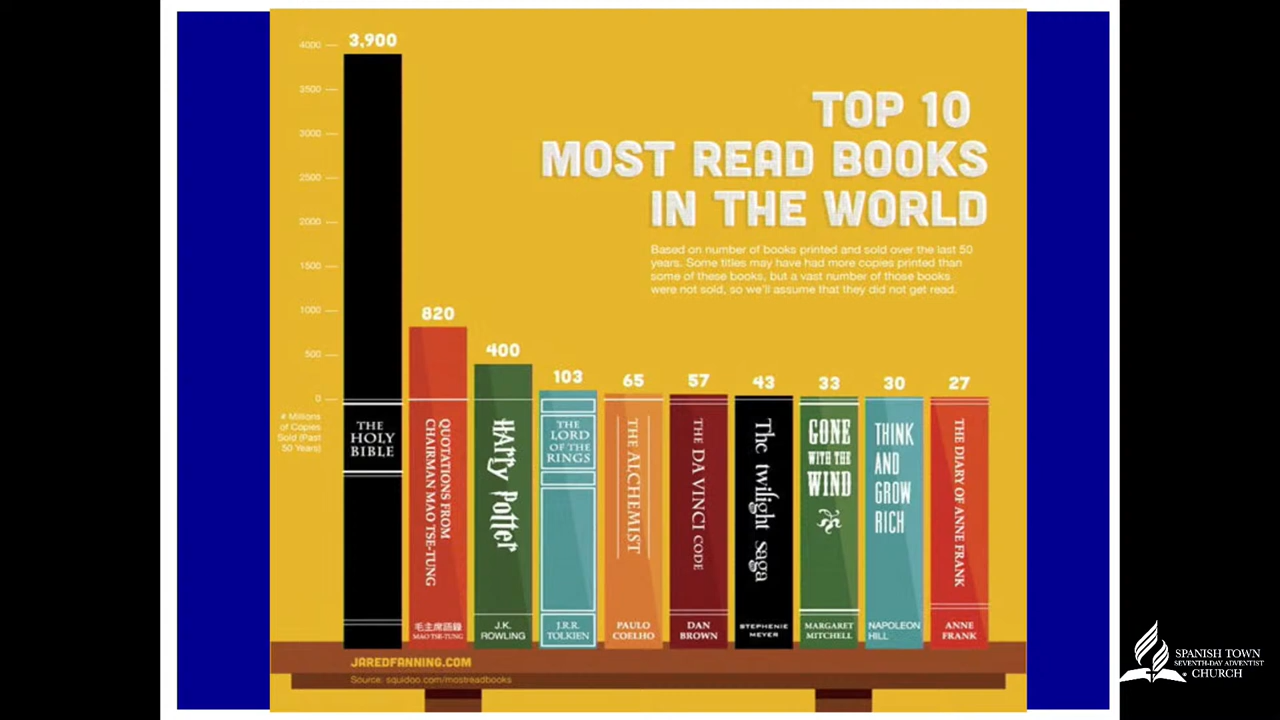 TOP 10
MOST READ BOOKS
IN THE WORLD
Based on number of books printed and sold over the last 50
years. Some titles may have had more copies printed than
some of these books, but a vast number of those books
were not sold, so we'll assume that they did not get read.
4000
3500
3000
2500
2000
1500
1000
500
0
# Millions
of Copies
Sold (Past
50 Years)
3,900
THE
HOLY
BIBLE
820
QUOTATIONS FROM
CHAIRMAN MAO TSE-TUNG
毛主席語錄
MAO TSE-TUNG
400
Harry Potter
J.K.
ROWLING
103
THE
LORD
OF THE
RINGS
J.R.R.
TOLKIEN
65
THE ALCHEMIST
PAULO
COELHO
57
THE DA VINCI CODE
DAN
BROWN
43
The twilight saga
STEPHENIE
MEYER
33
GONE
WITH THE
WIND
MARGARET
MITCHELL
30
THINK
AND
GROW
RICH
NAPOLEON
HILL
27
THE DIARY OF ANNE FRANK
ANNE
FRANK
JAREDFANNING.COM
Source: squidoo.com/mostreadbooks
SPANISH TOWN
SEVENTH-DAY ADVENTIST
CHURCH